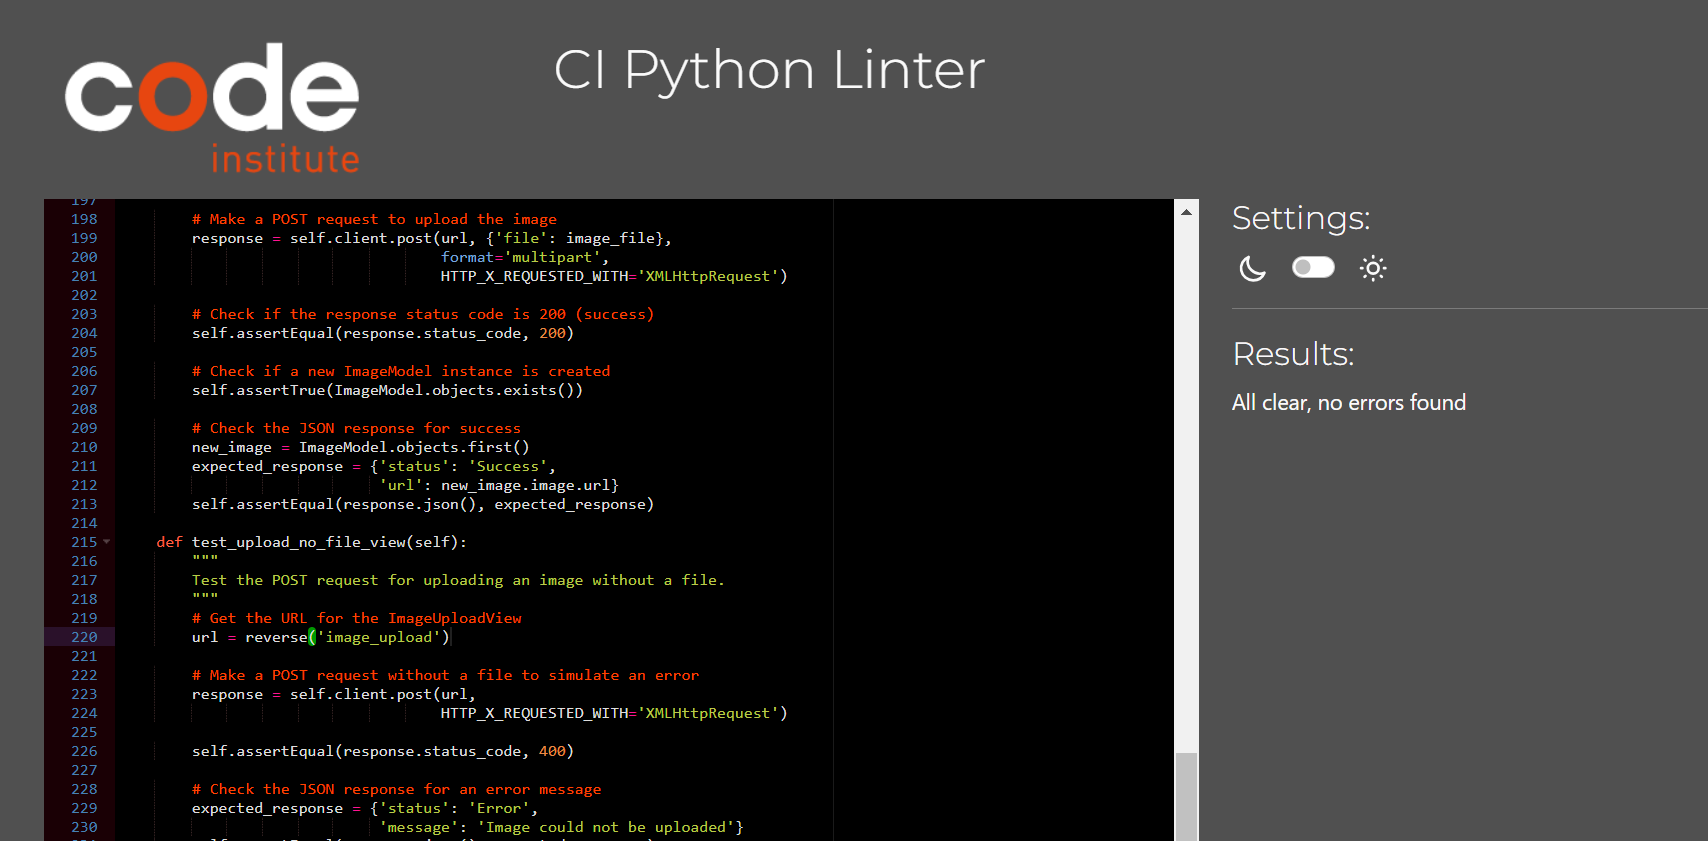 code
institute
CI Python Linter
197
198 # Make a POST request to upload the image
199 response = self.client.post(url, {'file': image_file},
200 format='multipart',
201 HTTP_X_REQUESTED_WITH='XMLHttpRequest')
202
203 # Check if the response status code is 200 (success)
204 self.assertEqual(response.status_code, 200)
205
206 # Check if a new ImageModel instance is created
207 self.assertTrue(ImageModel.objects.exists())
208
209 # Check the JSON response for success
210 new_image = ImageModel.objects.first()
211 expected_response = {'status': 'Success',
212 'url': new_image.image.url}
213 self.assertEqual(response.json(), expected_response)
214
215 def test_upload_no_file_view(self):
216 """
217 Test the POST request for uploading an image without a file.
218 """
219 # Get the URL for the ImageUploadView
220 url = reverse('image_upload')
221
222 # Make a POST request without a file to simulate an error
223 response = self.client.post(url,
224 HTTP_X_REQUESTED_WITH='XMLHttpRequest')
225
226 self.assertEqual(response.status_code, 400)
227
228 # Check the JSON response for an error message
229 expected_response = {'status': 'Error',
230 'message': 'Image could not be uploaded'}
Settings:
Results:
All clear, no errors found